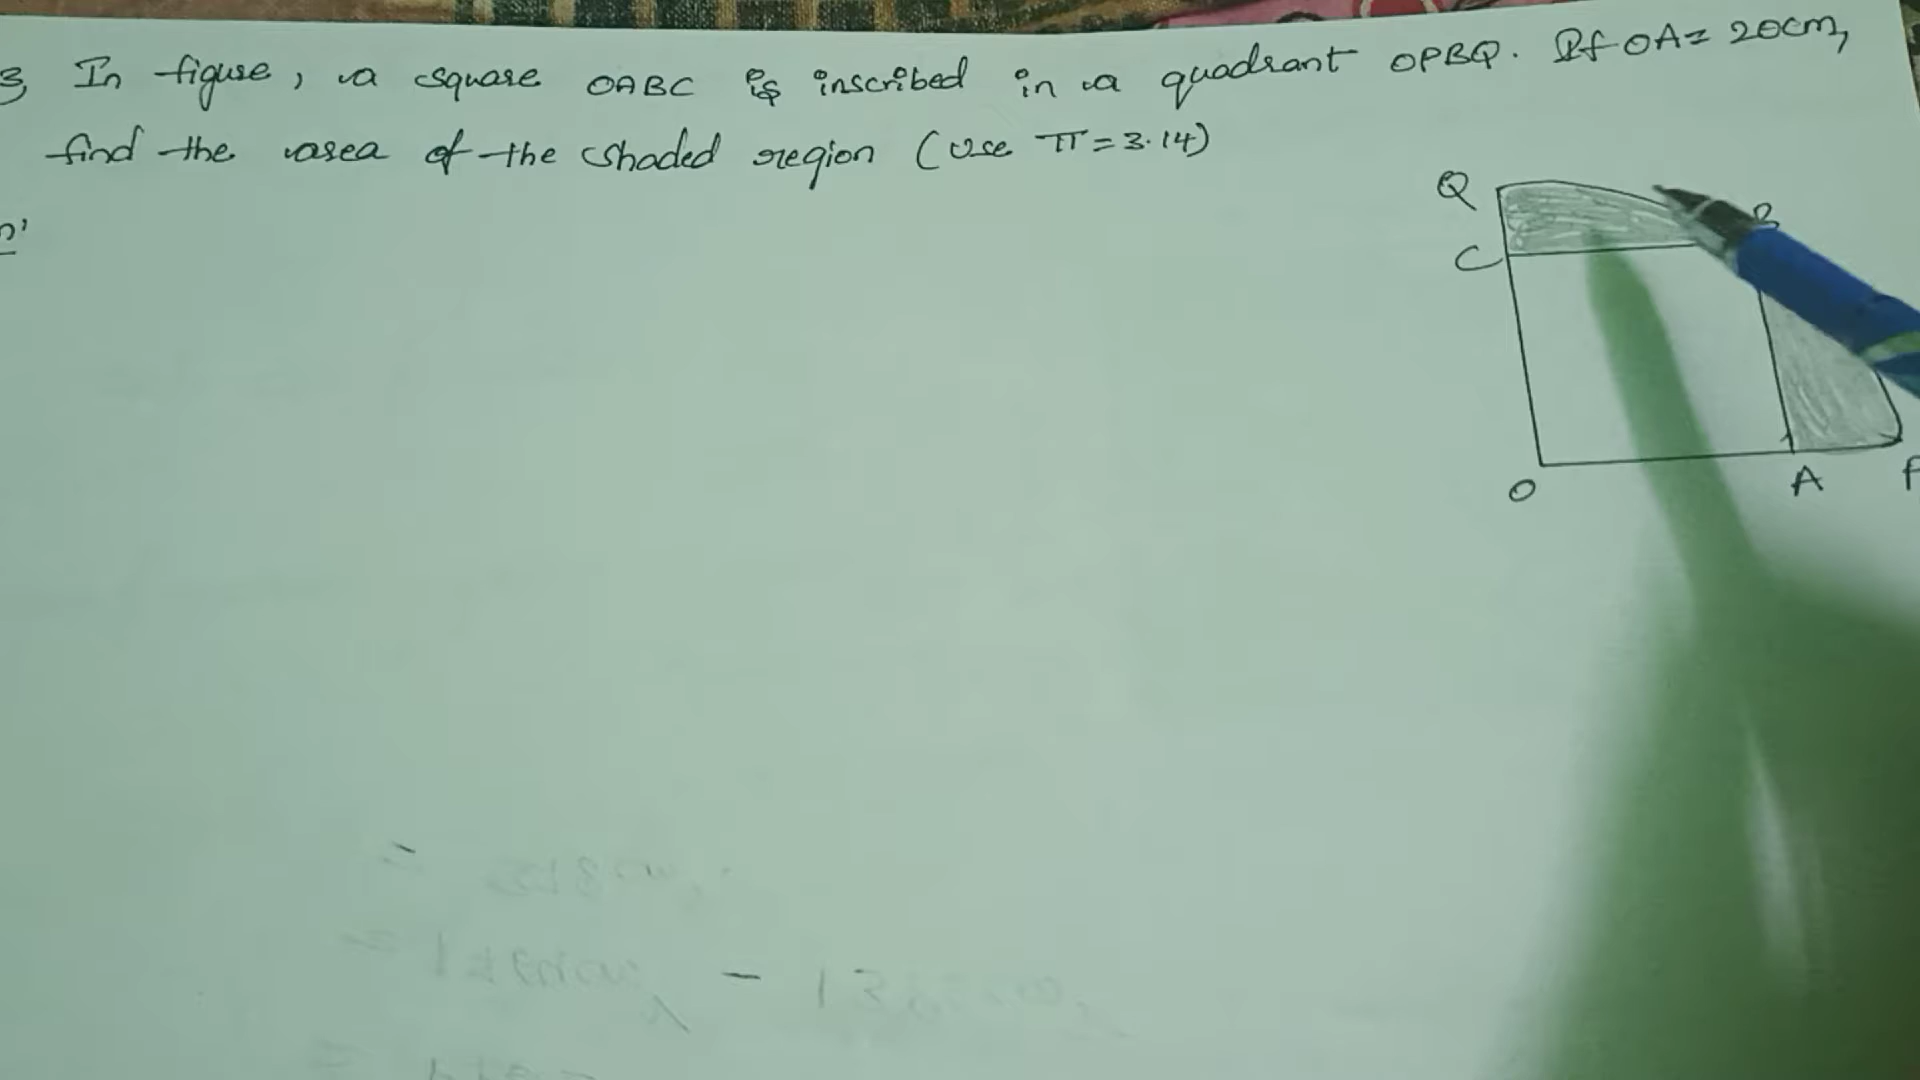 3, In figure, a square OABC is inscribed in a quadrant OPBQ. If OA = 20cm,
find the area of the shaded region (use π = 3.14)
Q
B
C
O
A
P